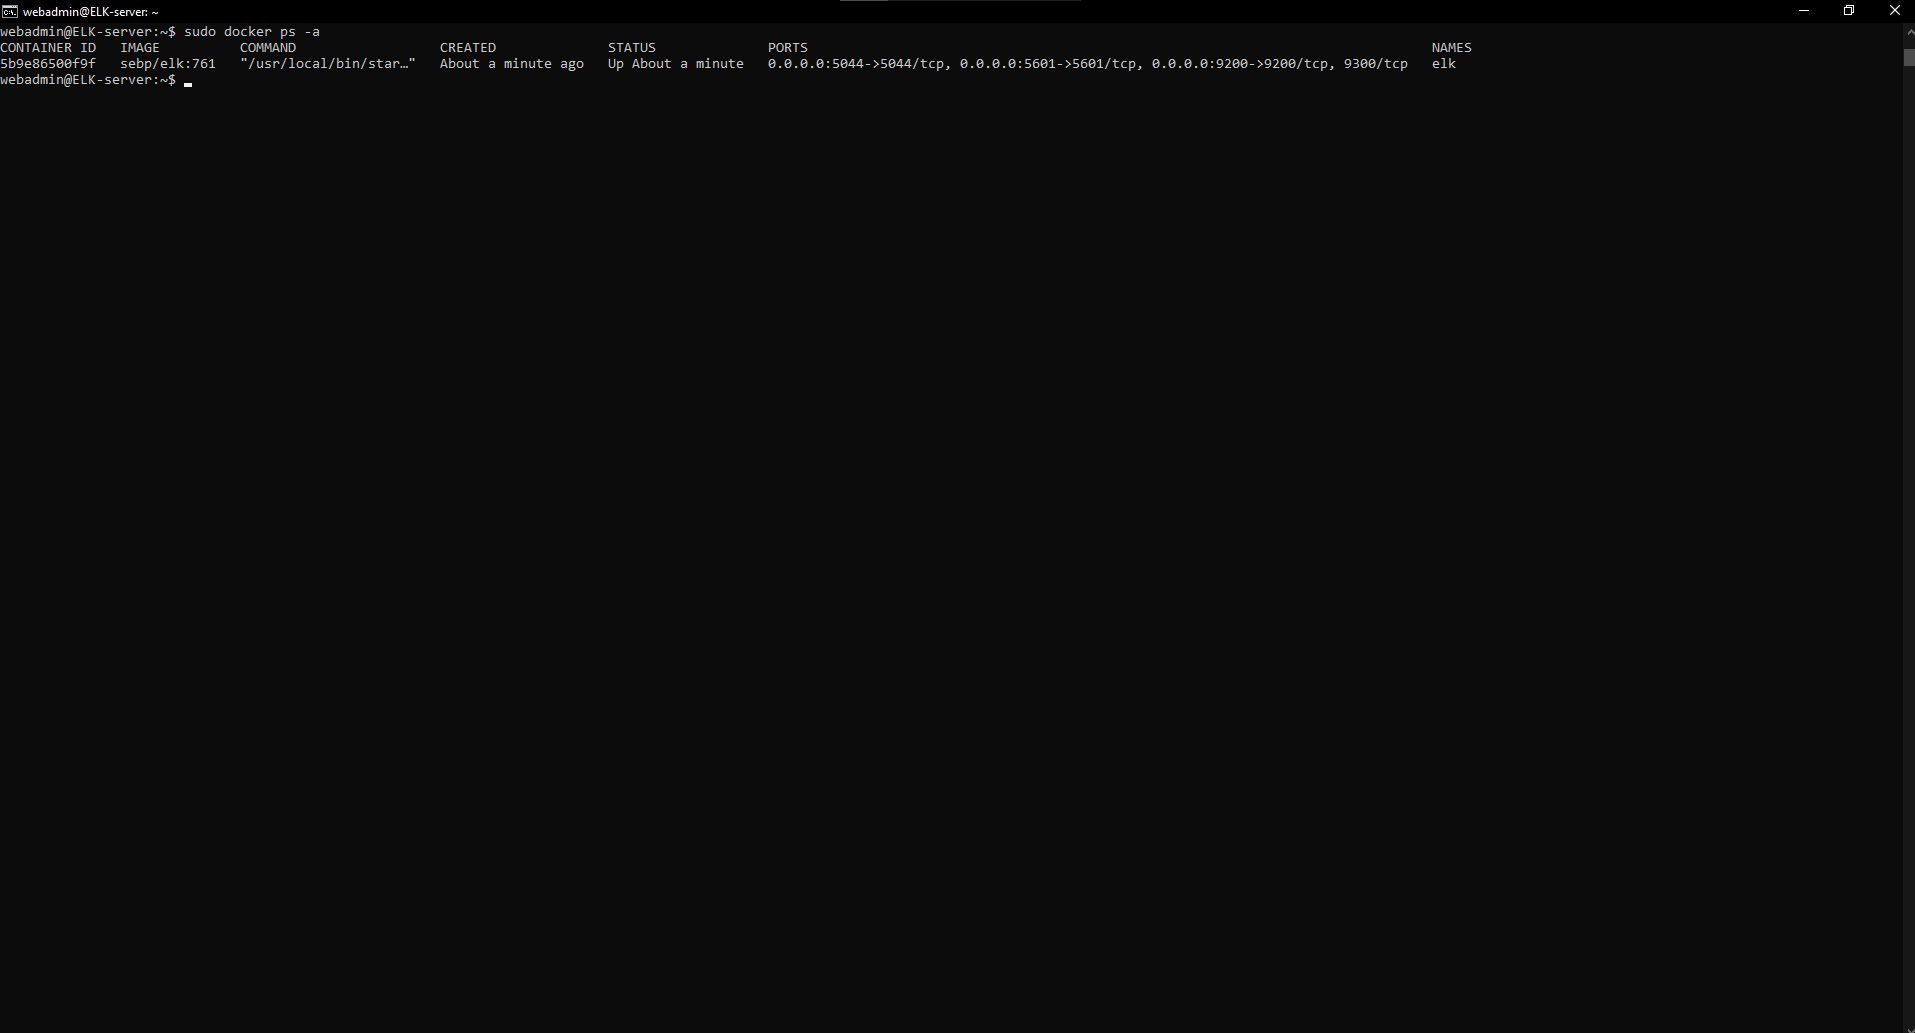 webadmin@ELK-server: ~
webadmin@ELK-server:~$ sudo docker ps -a
CONTAINER ID   IMAGE          COMMAND                  CREATED              STATUS              PORTS                                                                              NAMES
5b9e86500f9f   sebp/elk:761   "/usr/local/bin/star…"   About a minute ago   Up About a minute   0.0.0.0:5044->5044/tcp, 0.0.0.0:5601->5601/tcp, 0.0.0.0:9200->9200/tcp, 9300/tcp   elk
webadmin@ELK-server:~$